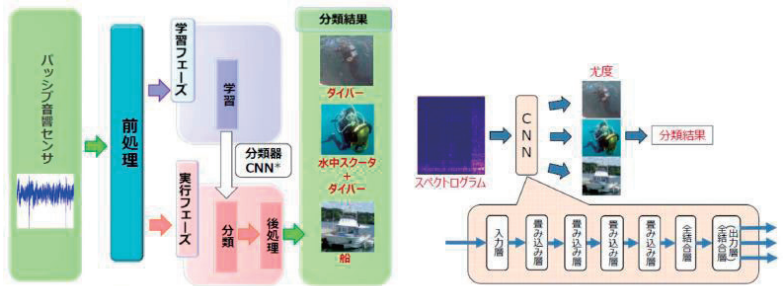 パッシブ音響センサ
前処理
学習フェーズ
学習
分類器
CNN*
実行フェーズ
分類
後処理
分類結果
ダイバー
水中スクータ
+
ダイバー
船
スペクトログラム
CNN
尤度
分類結果
入力層
畳み込み層
畳み込み層
畳み込み層
畳み込み層
全結合層
全結合層
(出力層)